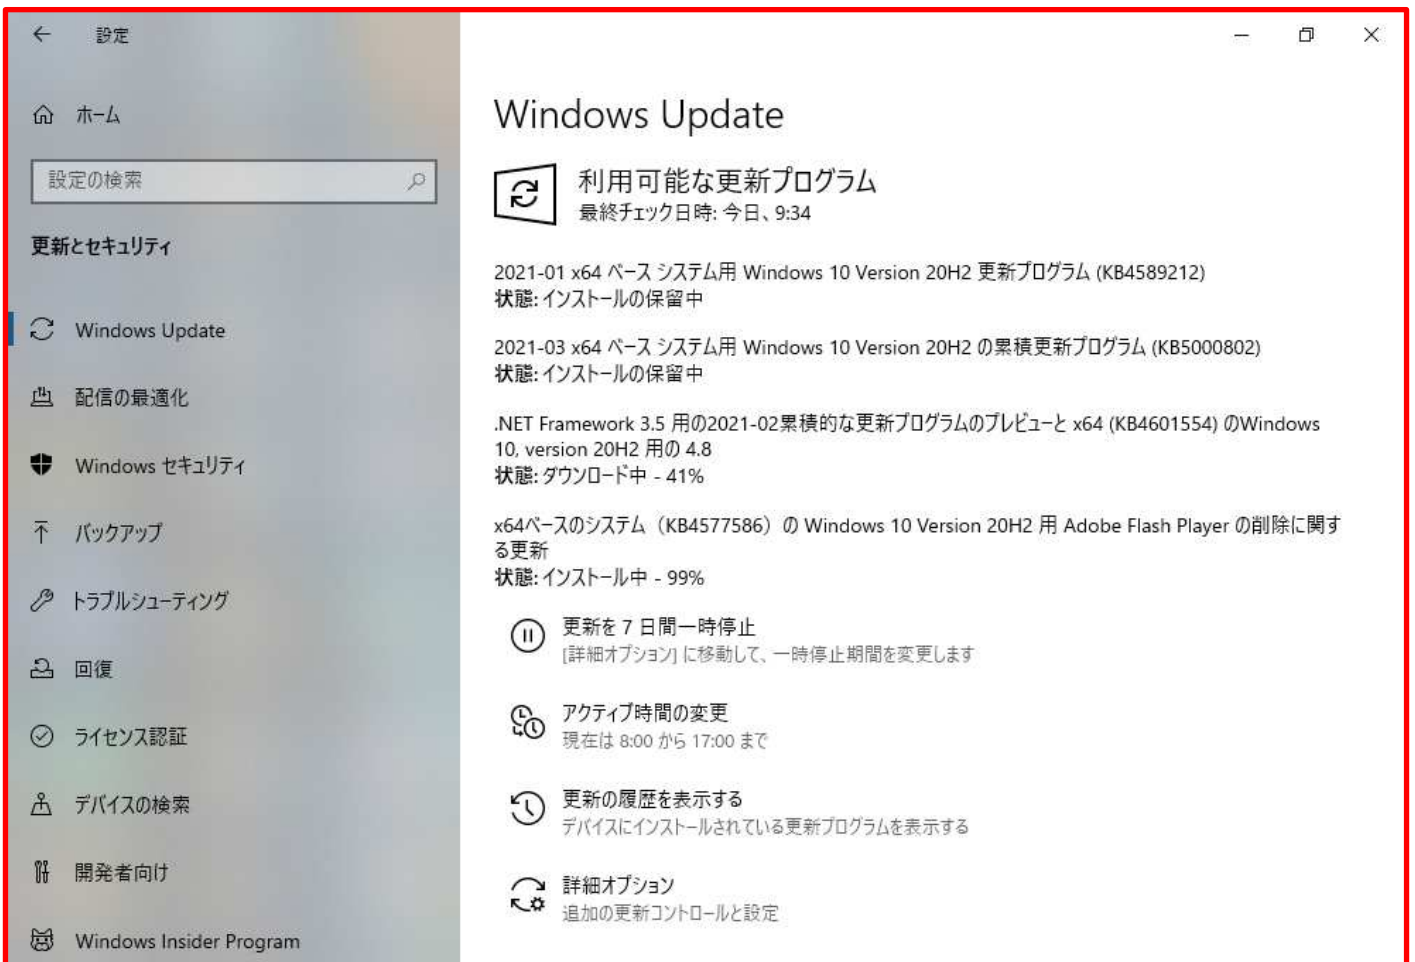 設定
ホーム
設定の検索
更新とセキュリティ
Windows Update
配信の最適化
Windows セキュリティ
バックアップ
トラブルシューティング
回復
ライセンス認証
デバイスの検索
開発者向け
Windows Insider Program
Windows Update
利用可能な更新プログラム
最終チェック日時: 今日、9:34
2021-01 x64 ベース システム用 Windows 10 Version 20H2 更新プログラム (KB4589212)
状態: インストールの保留中
2021-03 x64 ベース システム用 Windows 10 Version 20H2 の累積更新プログラム (KB5000802)
状態: インストールの保留中
.NET Framework 3.5 用の2021-02累積的な更新プログラムのプレビューと x64 (KB4601554) のWindows
10, version 20H2 用の 4.8
状態: ダウンロード中 - 41%
x64ベースのシステム（KB4577586）の Windows 10 Version 20H2 用 Adobe Flash Player の削除に関す
る更新
状態: インストール中 - 99%
更新を 7 日間一時停止
[詳細オプション] に移動して、一時停止期間を変更します
アクティブ時間の変更
現在は 8:00 から 17:00 まで
更新の履歴を表示する
デバイスにインストールされている更新プログラムを表示する
詳細オプション
追加の更新コントロールと設定